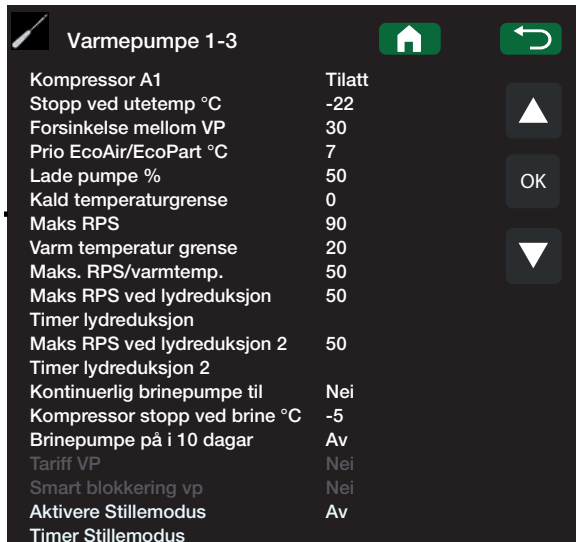 Varmepumpe 1-3
Kompressor A1 Tilatt
Stopp ved utetemp °C -22
Forsinkelse mellom VP 30
Prio EcoAir/EcoPart °C 7
Lade pumpe % 50
Kald temperaturgrense 0
Maks RPS 90
Varm temperatur grense 20
Maks. RPS/varmtemp. 50
Maks RPS ved lydreduksjon 50
Timer lydreduksjon
Maks RPS ved lydreduksjon 2 50
Timer lydreduksjon 2
Kontinuerlig brinepumpe til Nei
Kompressor stopp ved brine °C -5
Brinepumpe på i 10 dagar Av
Tariff VP Nei
Smart blokkering vp Nei
Aktivere Stillemodus Av
Timer Stillemodus
OK